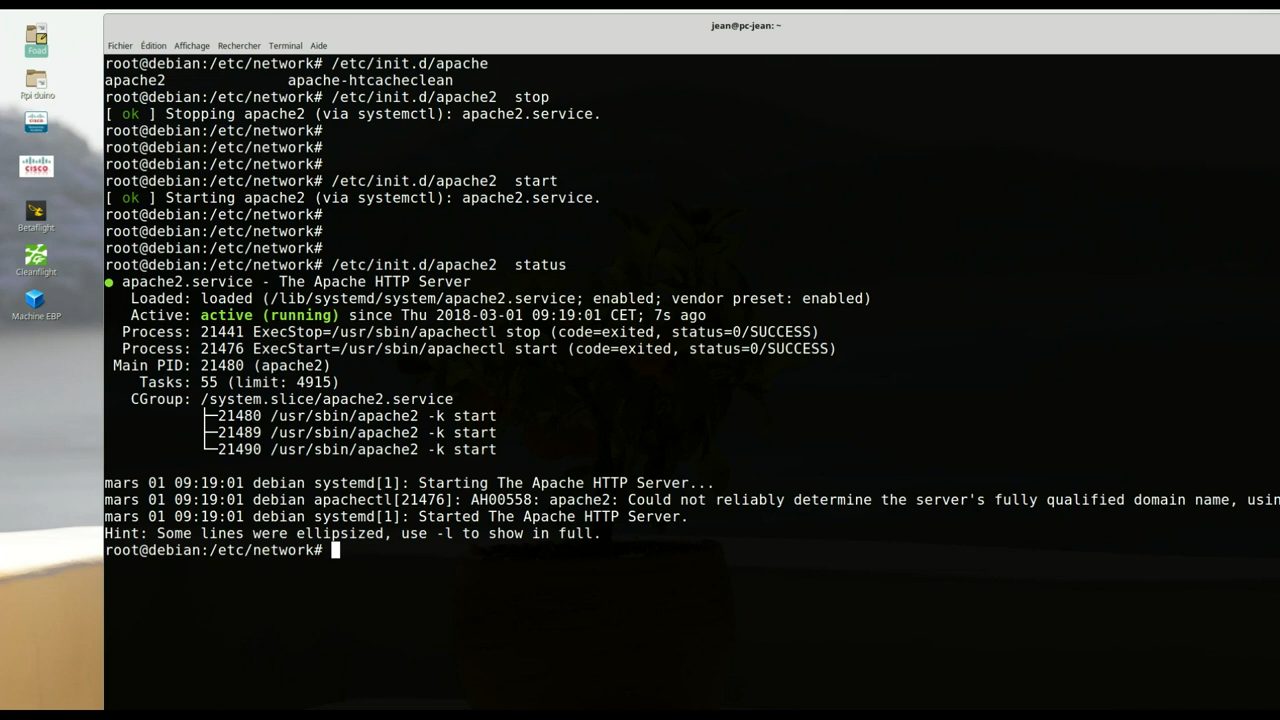 jean@pc-jean: ~
Fichier Édition Affichage Rechercher Terminal Aide
Foad
Rpi duino
CISCO
Betaflight
Cleanflight
Machine EBP
root@debian:/etc/network# /etc/init.d/apache
apache2 apache-htcacheclean
root@debian:/etc/network# /etc/init.d/apache2 stop
[ ok ] Stopping apache2 (via systemctl): apache2.service.
root@debian:/etc/network#
root@debian:/etc/network#
root@debian:/etc/network#
root@debian:/etc/network# /etc/init.d/apache2 start
[ ok ] Starting apache2 (via systemctl): apache2.service.
root@debian:/etc/network#
root@debian:/etc/network#
root@debian:/etc/network#
root@debian:/etc/network# /etc/init.d/apache2 status
● apache2.service - The Apache HTTP Server
Loaded: loaded (/lib/systemd/system/apache2.service; enabled; vendor preset: enabled)
Active: active (running) since Thu 2018-03-01 09:19:01 CET; 7s ago
Process: 21441 ExecStop=/usr/sbin/apachectl stop (code=exited, status=0/SUCCESS)
Process: 21476 ExecStart=/usr/sbin/apachectl start (code=exited, status=0/SUCCESS)
Main PID: 21480 (apache2)
Tasks: 55 (limit: 4915)
CGroup: /system.slice/apache2.service
├─21480 /usr/sbin/apache2 -k start
├─21489 /usr/sbin/apache2 -k start
└─21490 /usr/sbin/apache2 -k start
mars 01 09:19:01 debian systemd[1]: Starting The Apache HTTP Server...
mars 01 09:19:01 debian apachectl[21476]: AH00558: apache2: Could not reliably determine the server's fully qualified domain name, usin
mars 01 09:19:01 debian systemd[1]: Started The Apache HTTP Server.
Hint: Some lines were ellipsized, use -l to show in full.
root@debian:/etc/network#